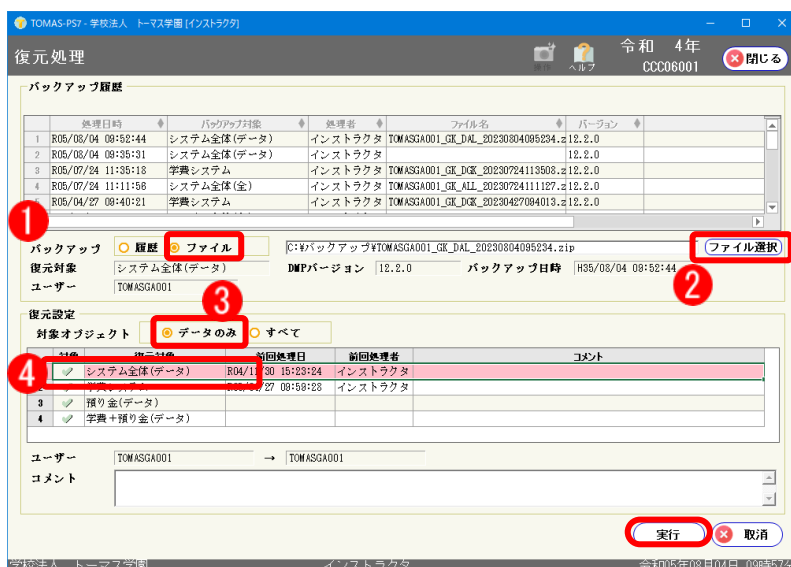 TOMAS-PS7 - 学校法人 トーマス学園 [インストラクタ]
復元処理
ヘルプ
令和 4年
CCC06001
閉じる
バックアップ履歴
処理日時 バックアップ対象 処理者 ファイル名 バージョン
1 R05/08/04 09:52:44 システム全体(データ) インストラクタ TOMASGA001_GK_DAL_20230804095234.z 12.2.0
2 R05/08/04 09:35:31 システム全体(データ) インストラクタ 12.2.0
3 R05/07/24 11:35:18 学費システム インストラクタ TOMASGA001_GK_DGK_20230724113508.z 12.2.0
4 R05/07/24 11:11:56 システム全体(全) インストラクタ TOMASGA001_GK_ALL_20230724111127.z 12.2.0
R05/04/27 09:40:21 学費システム インストラクタ TOMASGA001_GK_DGK_20230427094013.z 12.2.0
1
バックアップ 履歴 ファイル C:¥バックアップ¥TOMASGA001_GK_DAL_20230804095234.zip ファイル選択
2
復元対象 システム全体(データ) DMPバージョン 12.2.0 バックアップ日時 H35/08/04 09:52:44
ユーザー TOMASGA001
3
復元設定
対象オブジェクト データのみ すべて
対象 復元対象 前回処理日 前回処理者 コメント
4
システム全体(データ) R04/11/30 15:23:24 インストラクタ
インストラクタ
3 預り金(データ)
4 学費+預り金(データ)
ユーザー TOMASGA001 → TOMASGA001
コメント
実行 取消
学校法人 トーマス学園 インストラクタ 令和05年08月04日 09時57分